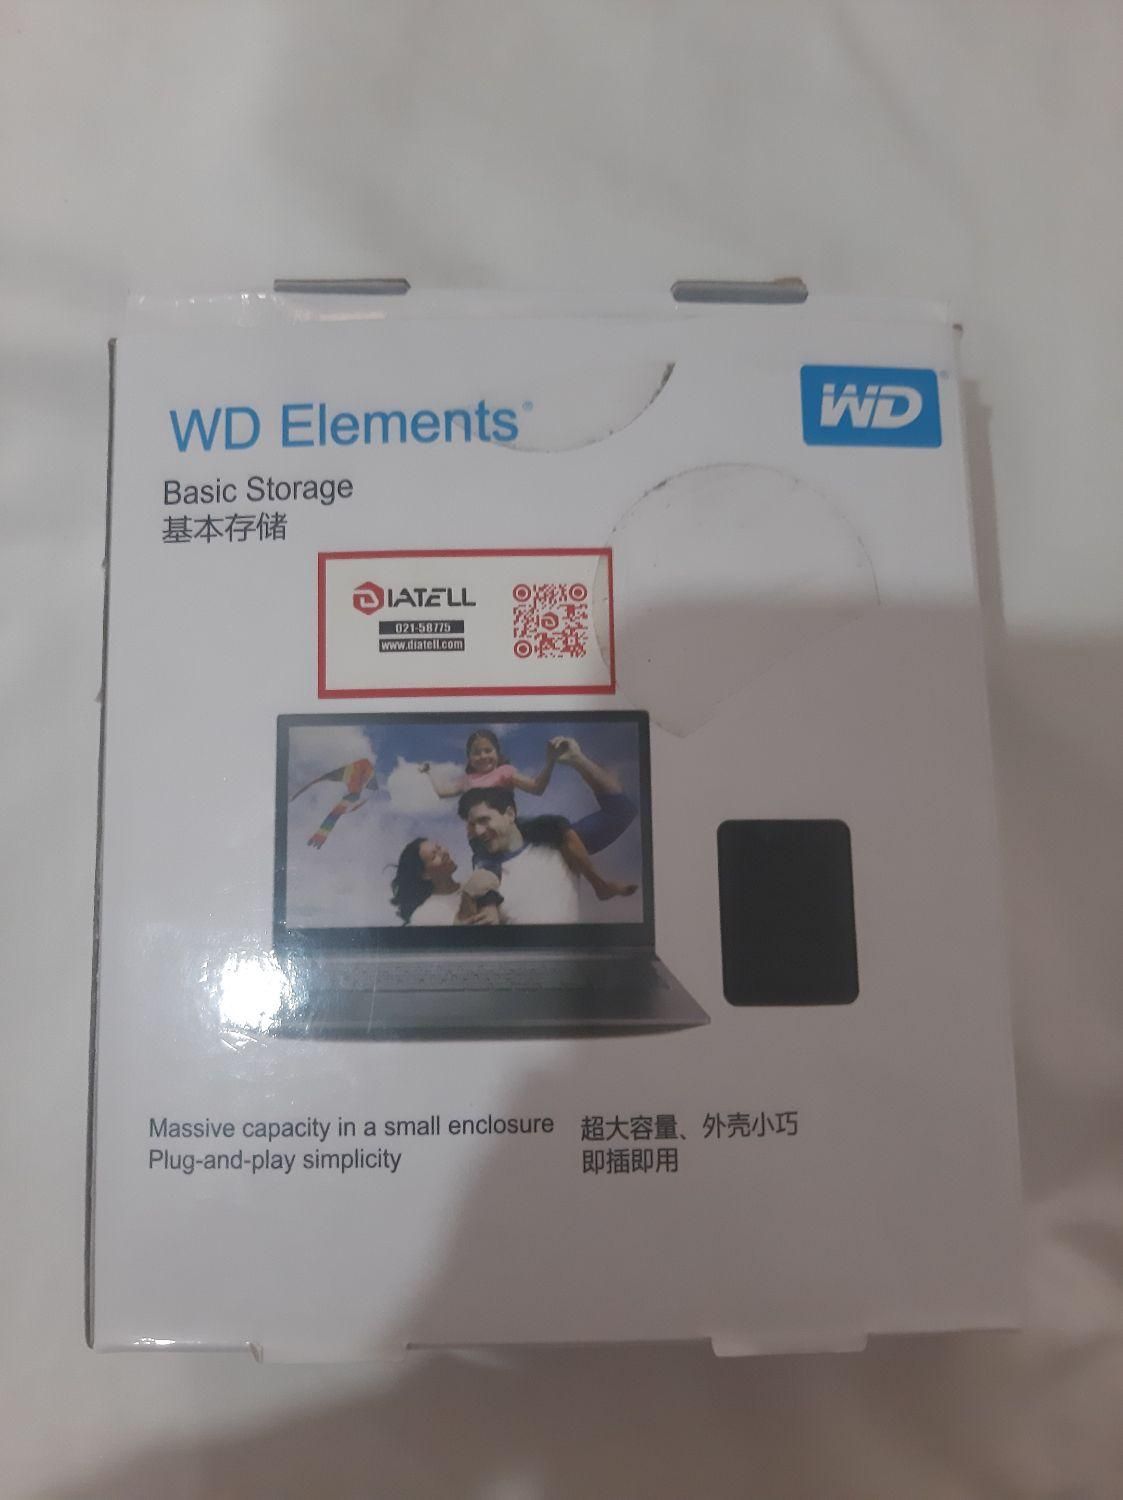 WD Elements®
WD®
Basic Storage
基本存储
DIATELL
021-58775
www.diatell.com
Massive capacity in a small enclosure
Plug-and-play simplicity
超大容量、外壳小巧
即插即用